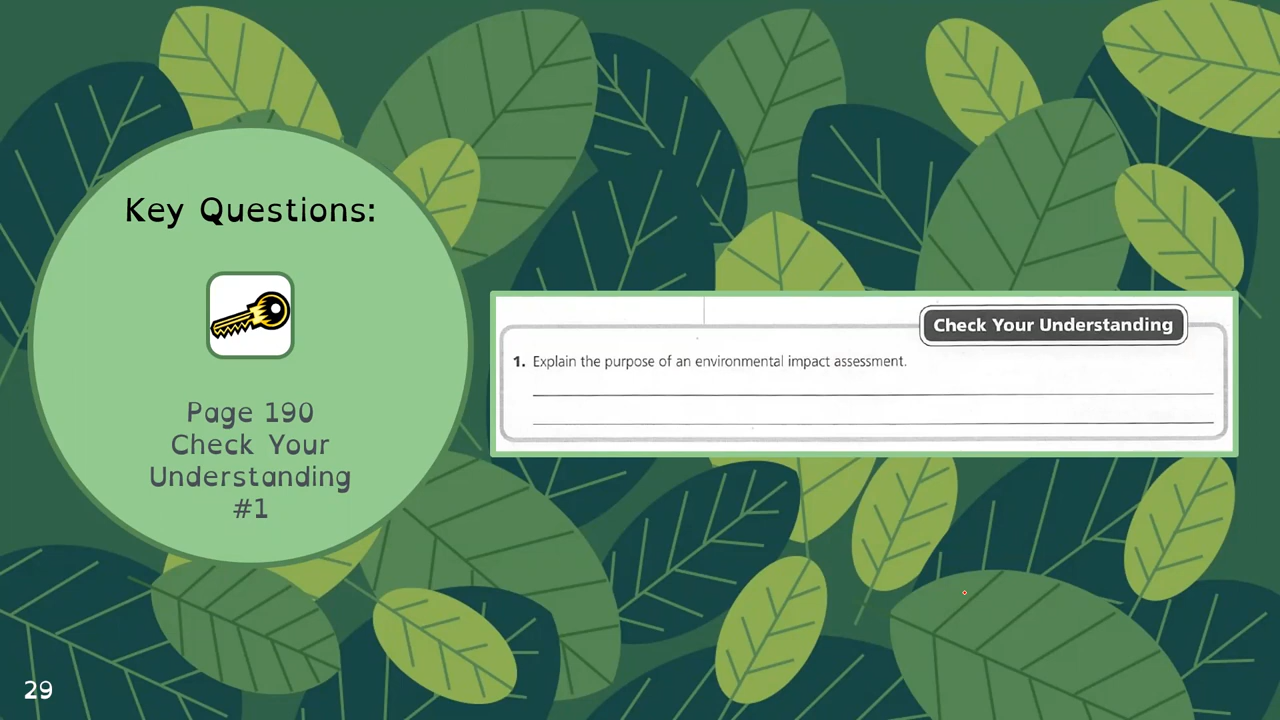 Key Questions:
Page 190
Check Your
Understanding
#1
Check Your Understanding
1. Explain the purpose of an environmental impact assessment.
29